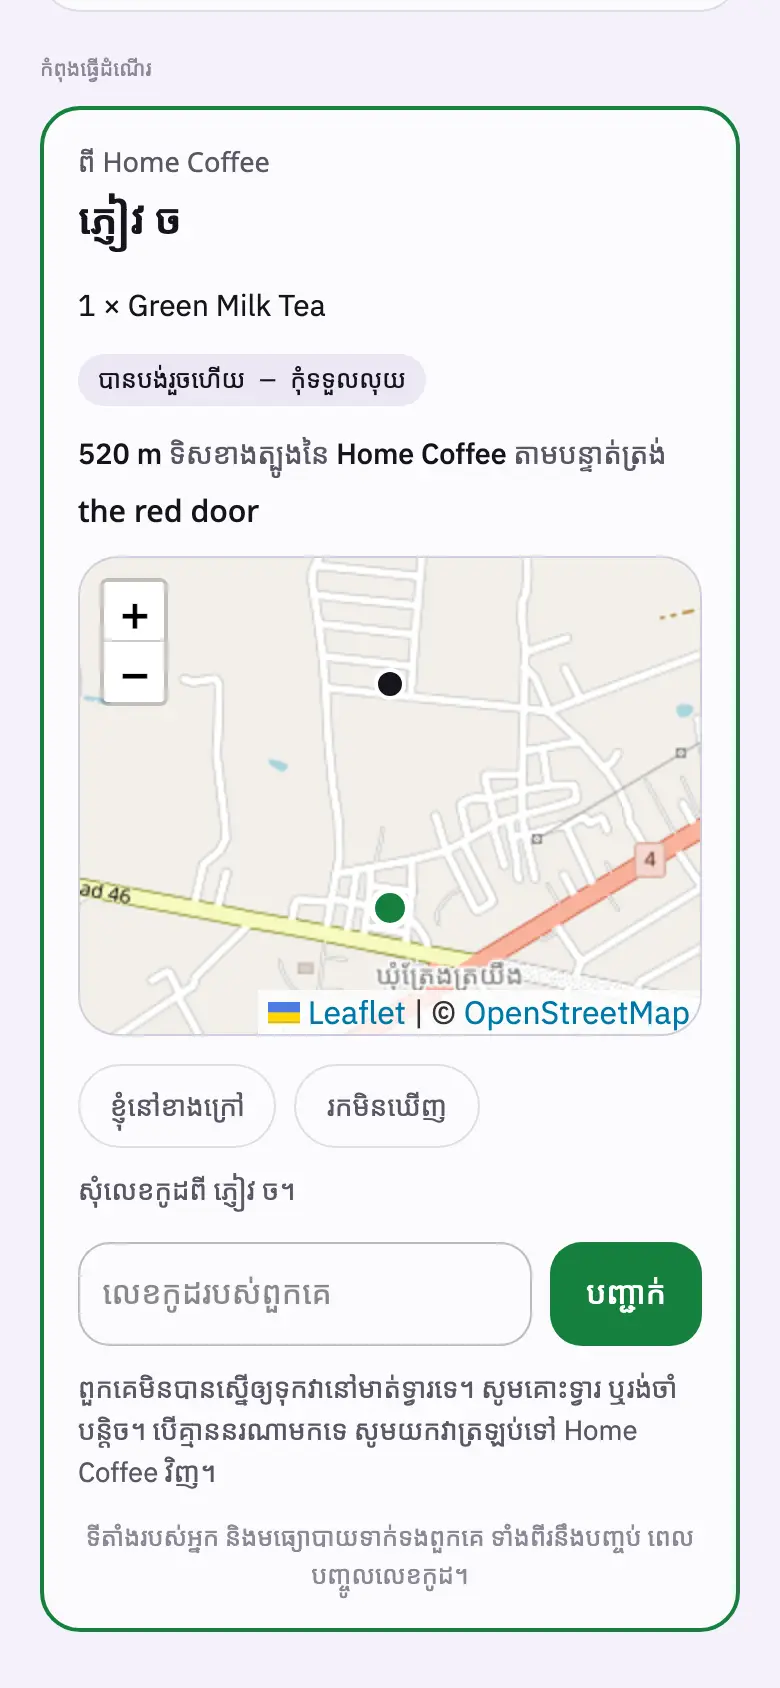 កំពុងធ្វើដំណើរ
ពី Home Coffee
ភ្ញៀវ ច
1 × Green Milk Tea
បានបង់រួចហើយ — កុំទទួលលុយ
520 m ទិសខាងត្បូងនៃ Home Coffee តាមបន្ទាត់ត្រង់
the red door
+
−
4
ad 46
ឃុំត្រែងត្រយឹង
Leaflet | © OpenStreetMap
ខ្ញុំនៅខាងក្រៅ
រកមិនឃើញ
សុំលេខកូដពី ភ្ញៀវ ច។
លេខកូដរបស់ពួកគេ
បញ្ជាក់
ពួកគេមិនបានស្នើឲ្យទុកវានៅមាត់ទ្វារទេ។ សូមគោះទ្វារ ឬរង់ចាំ
បន្តិច។ បើគ្មាននរណាមកទេ សូមយកវាត្រឡប់ទៅ Home
Coffee វិញ។
ទីតាំងរបស់អ្នក និងមធ្យោបាយទាក់ទងពួកគេ ទាំងពីរនឹងបញ្ចប់ ពេល
បញ្ចូលលេខកូដ។